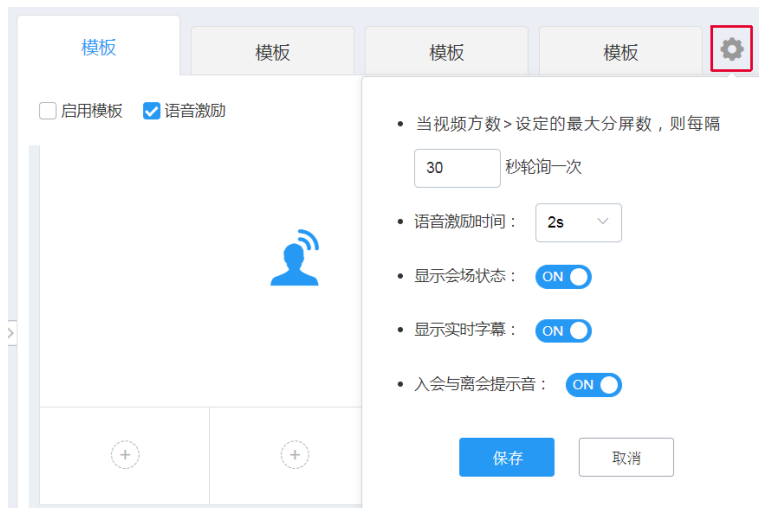 模板
模板
模板
模板
启用模板
语音激励
当视频方数>设定的最大分屏数，则每隔
30 秒轮询一次
语音激励时间： 2s
显示会场状态： ON
显示实时字幕： ON
入会与离会提示音： ON
保存 取消